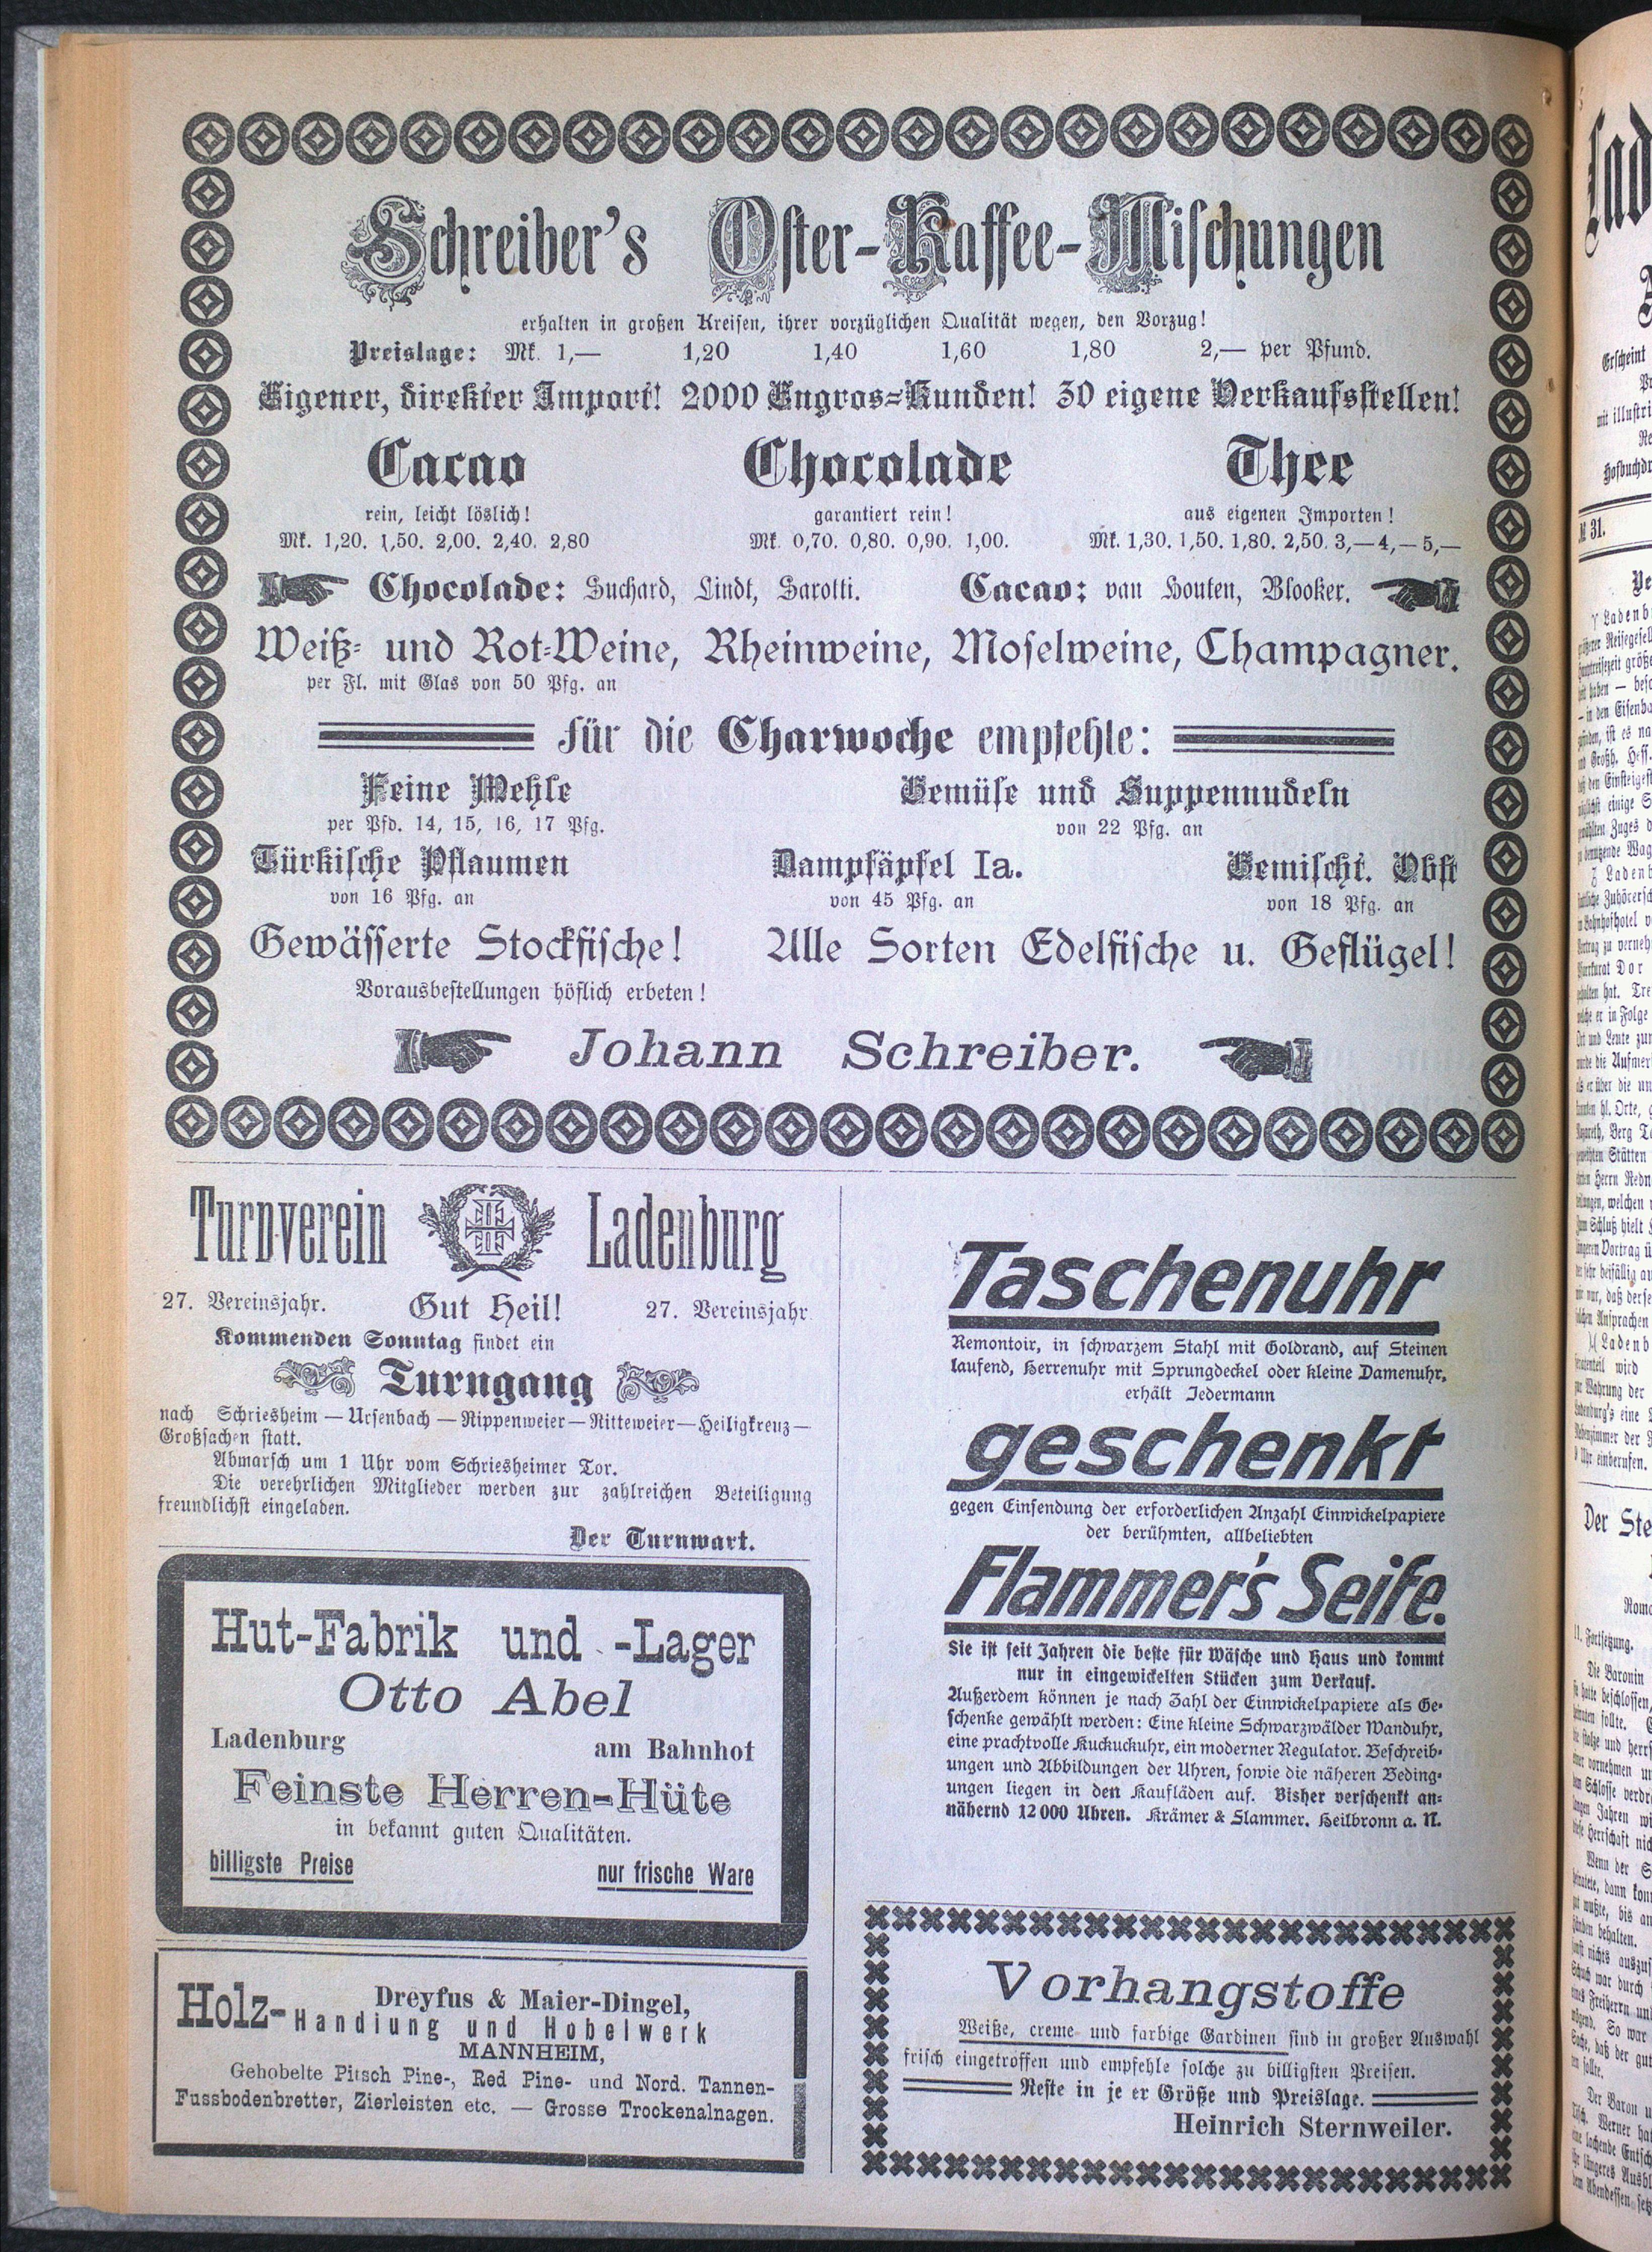 Schreiber's Oster-Kaffee-Mischungen
erhalten in großen Kreisen, ihrer vorzüglichen Qualität wegen, den Vorzug!
Preislage: Mk. 1,— 1,20 1,40 1,60 1,80 2,— per Pfund.
Eigener, direkter Import! 2000 Engros-Kunden! 30 eigene Verkaufsstellen!
Cacao Chocolade Thee
rein, leicht löslich! garantiert rein! aus eigenen Importen!
Mk. 1,20. 1,50. 2,00. 2,40. 2,80 Mk. 0,70. 0,80. 0,90. 1,00. Mk. 1,30. 1,50. 1,80. 2,50. 3,— 4,— 5,—
Chocolade: Suchard, Lindt, Sarotti. Cacao: van Houten, Blooker.
Weiß- und Rot-Weine, Rheinweine, Moselweine, Champagner.
per Fl. mit Glas von 50 Pfg. an
Für die Charwoche empfehle:
Feine Mehle Gemüse und Suppennudeln
per Pfd. 14, 15, 16, 17 Pfg. von 22 Pfg. an
Türkische Pflaumen Dampfäpfel Ia. Gemischt. Obst
von 16 Pfg. an von 45 Pfg. an von 18 Pfg. an
Gewässerte Stockfische! Alle Sorten Edelfische u. Geflügel!
Vorausbestellungen höflich erbeten!
Johann Schreiber.
Turnverein Ladenburg
27. Vereinsjahr. Gut Heil! 27. Vereinsjahr
Kommenden Sonntag findet ein
Turngang
nach Schriesheim — Ursenbach — Rippenweier — Ritteweier — Heiligkreuz —
Großsachen statt.
Abmarsch um 1 Uhr vom Schriesheimer Tor.
Die verehrlichen Mitglieder werden zur zahlreichen Beteiligung
freundlichst eingeladen.
Der Turnwart.
Hut-Fabrik und -Lager
Otto Abel
Ladenburg am Bahnhof
Feinste Herren-Hüte
in bekannt guten Qualitäten.
billigste Preise nur frische Ware
Dreyfus & Maier-Dingel,
Holz-Handlung und Hobelwerk
MANNHEIM,
Gehobelte Pitsch Pine-, Red Pine- und Nord. Tannen-
Fussbodenbretter, Zierleisten etc. — Grosse Trockenalnagen.
Taschenuhr
Remontoir, in schwarzem Stahl mit Goldrand, auf Steinen
laufend, Herrenuhr mit Sprungdeckel oder kleine Damenuhr,
erhält Jedermann
geschenkt
gegen Einsendung der erforderlichen Anzahl Einwickelpapiere
der berühmten, allbeliebten
Flammer's Seife.
Sie ist seit Jahren die beste für Wäsche und Haus und kommt
nur in eingewickelten Stücken zum Verkauf.
Außerdem können je nach Zahl der Einwickelpapiere als Ge-
schenke gewählt werden: Eine kleine Schwarzwälder Wanduhr,
eine prachtvolle Kuckuckuhr, ein moderner Regulator. Beschreib-
ungen und Abbildungen der Uhren, sowie die näheren Beding-
ungen liegen in den Kaufläden auf. Bisher verschenkt an-
nähernd 12000 Uhren. Krämer & Flammer, Heilbronn a. N.
Vorhangstoffe
Weiße, creme und farbige Gardinen sind in großer Auswahl
frisch eingetroffen und empfehle solche zu billigsten Preisen.
Reste in je er Größe und Preislage.
Heinrich Sternweiler.
Erscheint
mit illustri
№ 31.
Der Ste
11. Fortsetzung.
Die Baronin